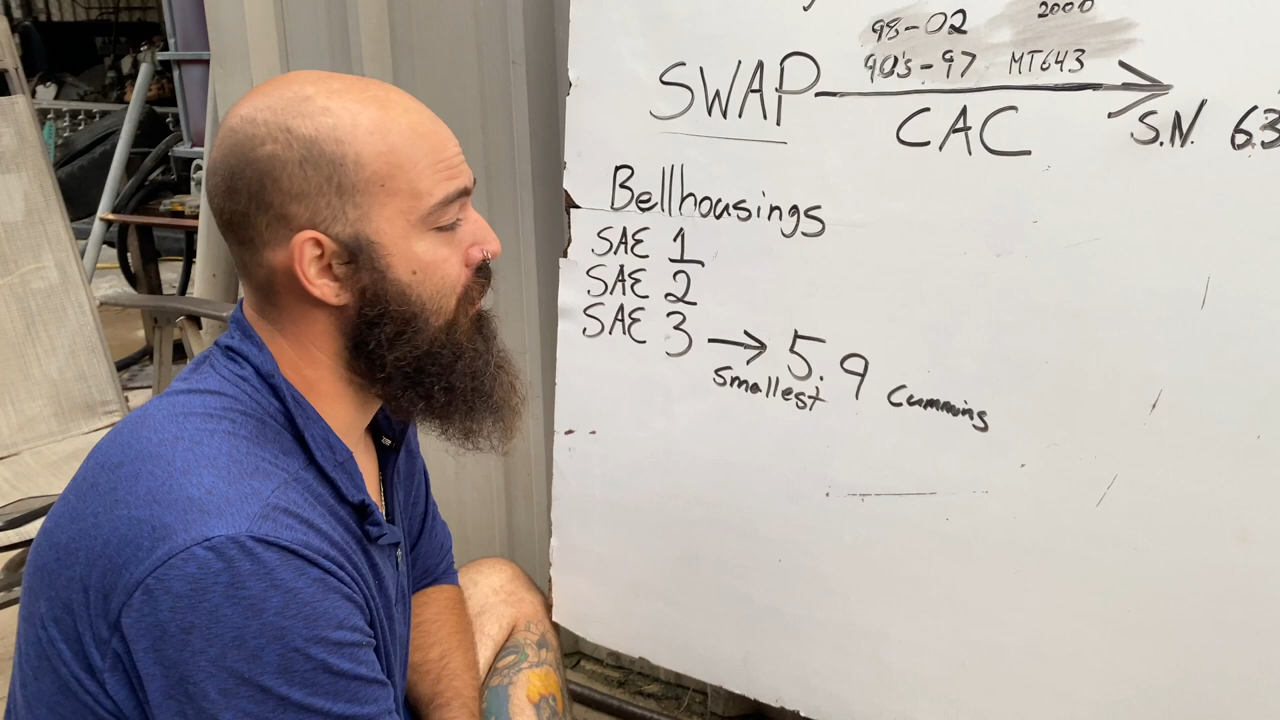 98-02 2000
90's-97 MT643
SWAP
CAC
S.N. 63
Bellhousings
SAE 1
SAE 2
SAE 3 → 5.9 Cummins
Smallest